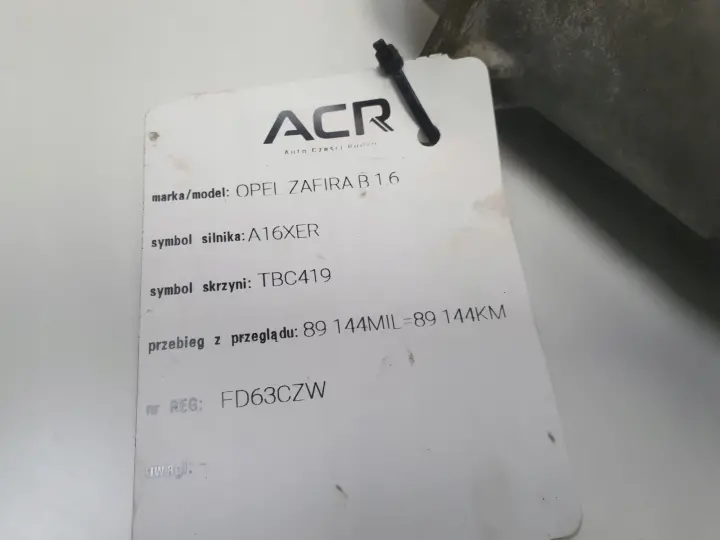 ACR
Auto Części Radom
marka/model: OPEL ZAFIRA B 1.6
symbol silnika: A16XER
symbol skrzyni: TBC419
przebieg z przeglądu: 89 144MIL=89 144KM
nr REG: FD63CZW
uwagi: -